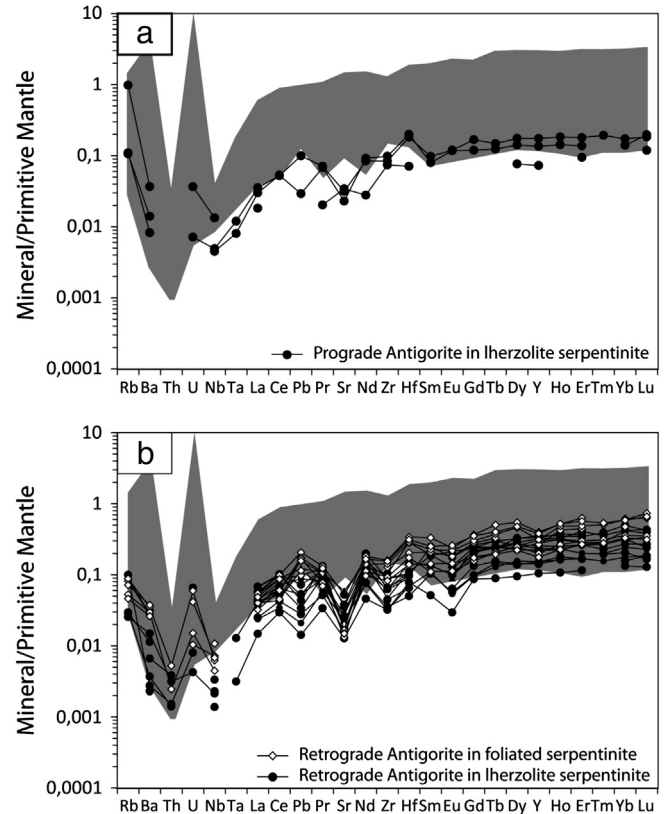 a
10
1
0,1
0,01
0,001
0,0001
Mineral/Primitive Mantle
Prograde Antigorite in lherzolite serpentinite
Rb Ba Th U Nb Ta La Ce Pb Pr Sr Nd Zr Hf Sm Eu Gd Tb Dy Y Ho Er Tm Yb Lu
b
10
1
0,1
0,01
0,001
0,0001
Mineral/Primitive Mantle
Retrograde Antigorite in foliated serpentinite
Retrograde Antigorite in lherzolite serpentinite
Rb Ba Th U Nb Ta La Ce Pb Pr Sr Nd Zr Hf Sm Eu Gd Tb Dy Y Ho Er Tm Yb Lu